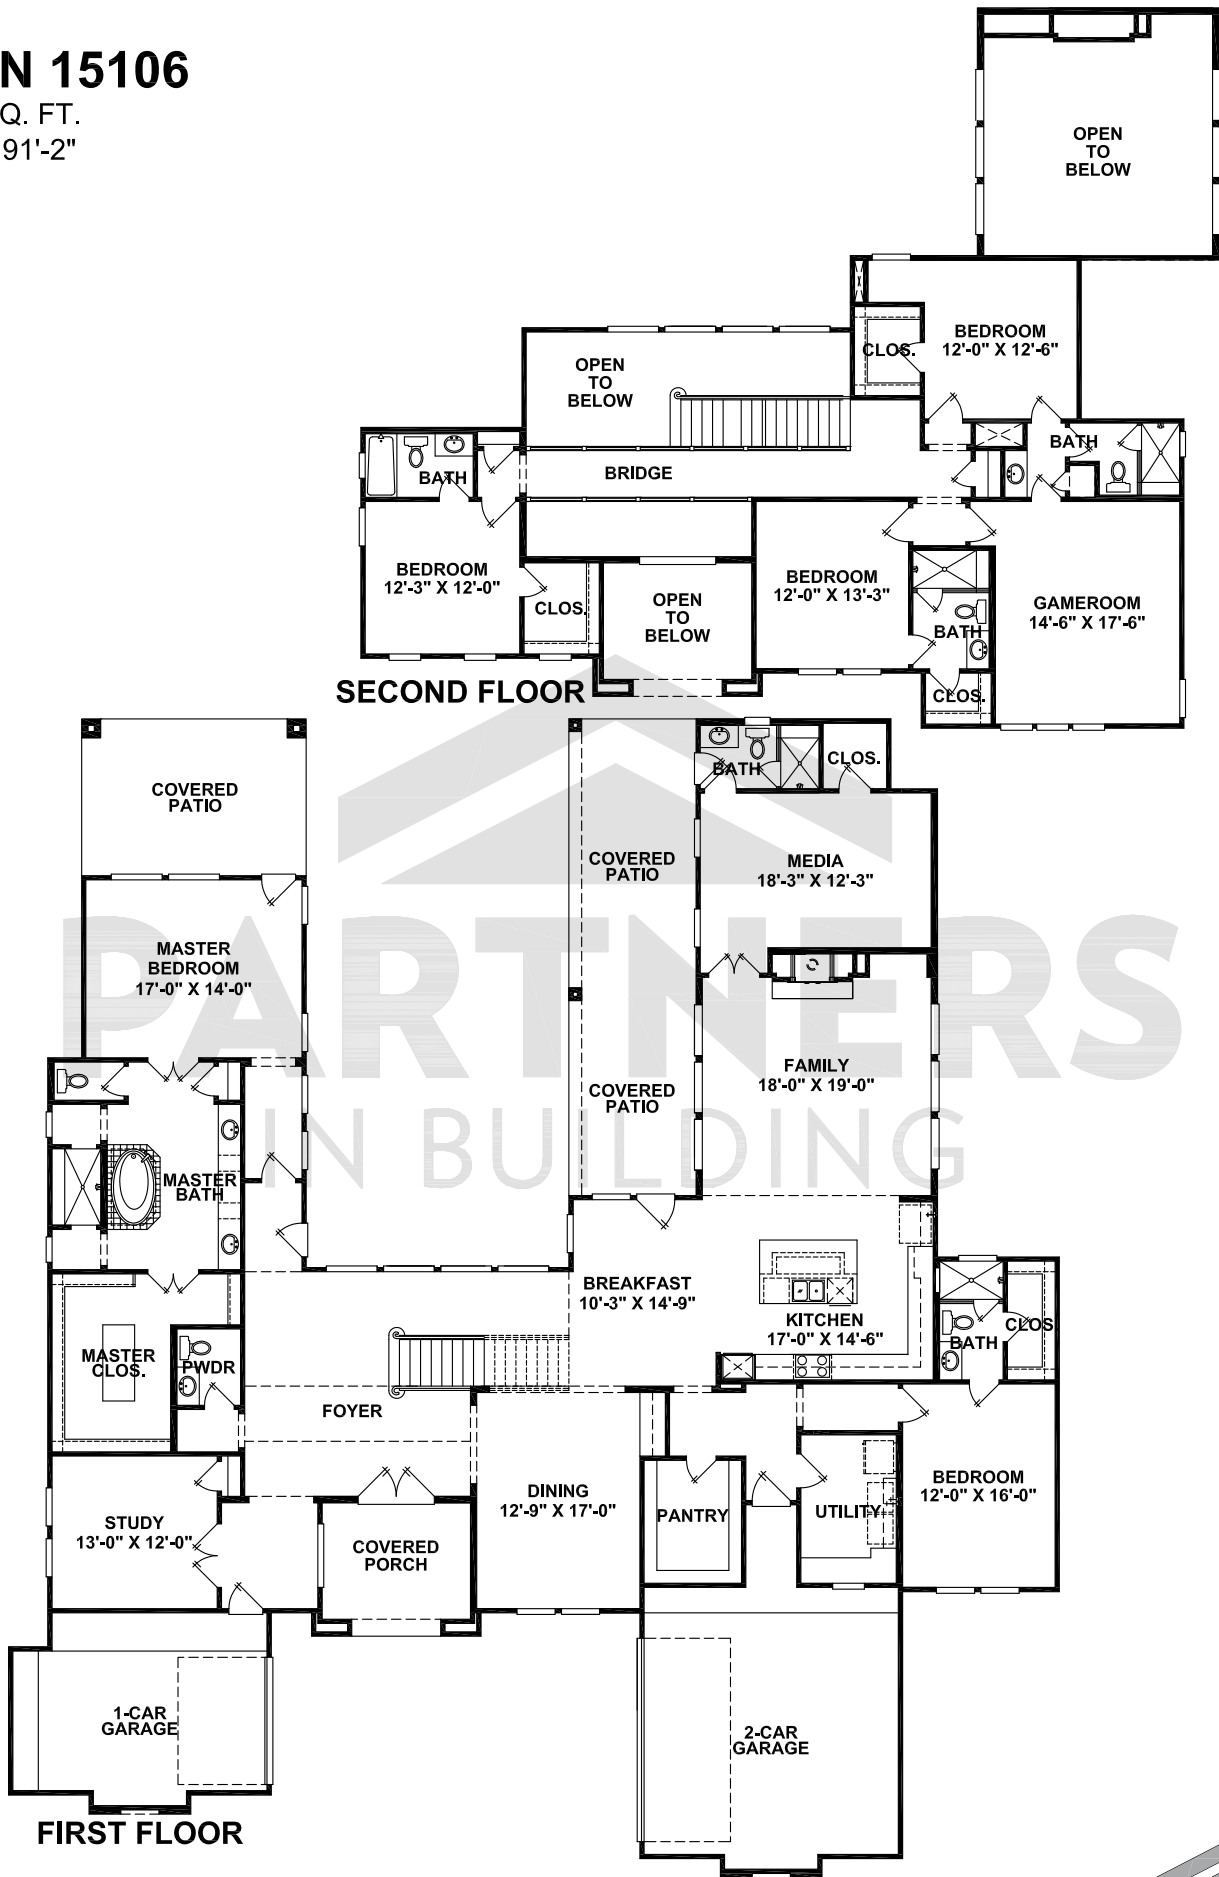 N 15106
Q. FT.
91'-2"
OPEN
TO
BELOW
BEDROOM
12'-0" X 12'-6"
CLOS.
OPEN
TO
BELOW
BATH
BATH
BRIDGE
BEDROOM
12'-3" X 12'-0"
CLOS.
OPEN
TO
BELOW
BEDROOM
12'-0" X 13'-3"
BATH
GAMEROOM
14'-6" X 17'-6"
CLOS.
SECOND FLOOR
COVERED
PATIO
BATH
CLOS.
COVERED
PATIO
MEDIA
18'-3" X 12'-3"
MASTER
BEDROOM
17'-0" X 14'-0"
PARTNERS
IN BUILDING
FAMILY
18'-0" X 19'-0"
COVERED
PATIO
MASTER
BATH
BREAKFAST
10'-3" X 14'-9"
KITCHEN
17'-0" X 14'-6"
BATH
CLOS
MASTER
CLOS.
PWDR
FOYER
DINING
12'-9" X 17'-0"
PANTRY
UTILITY
BEDROOM
12'-0" X 16'-0"
STUDY
13'-0" X 12'-0"
COVERED
PORCH
1-CAR
GARAGE
2-CAR
GARAGE
FIRST FLOOR